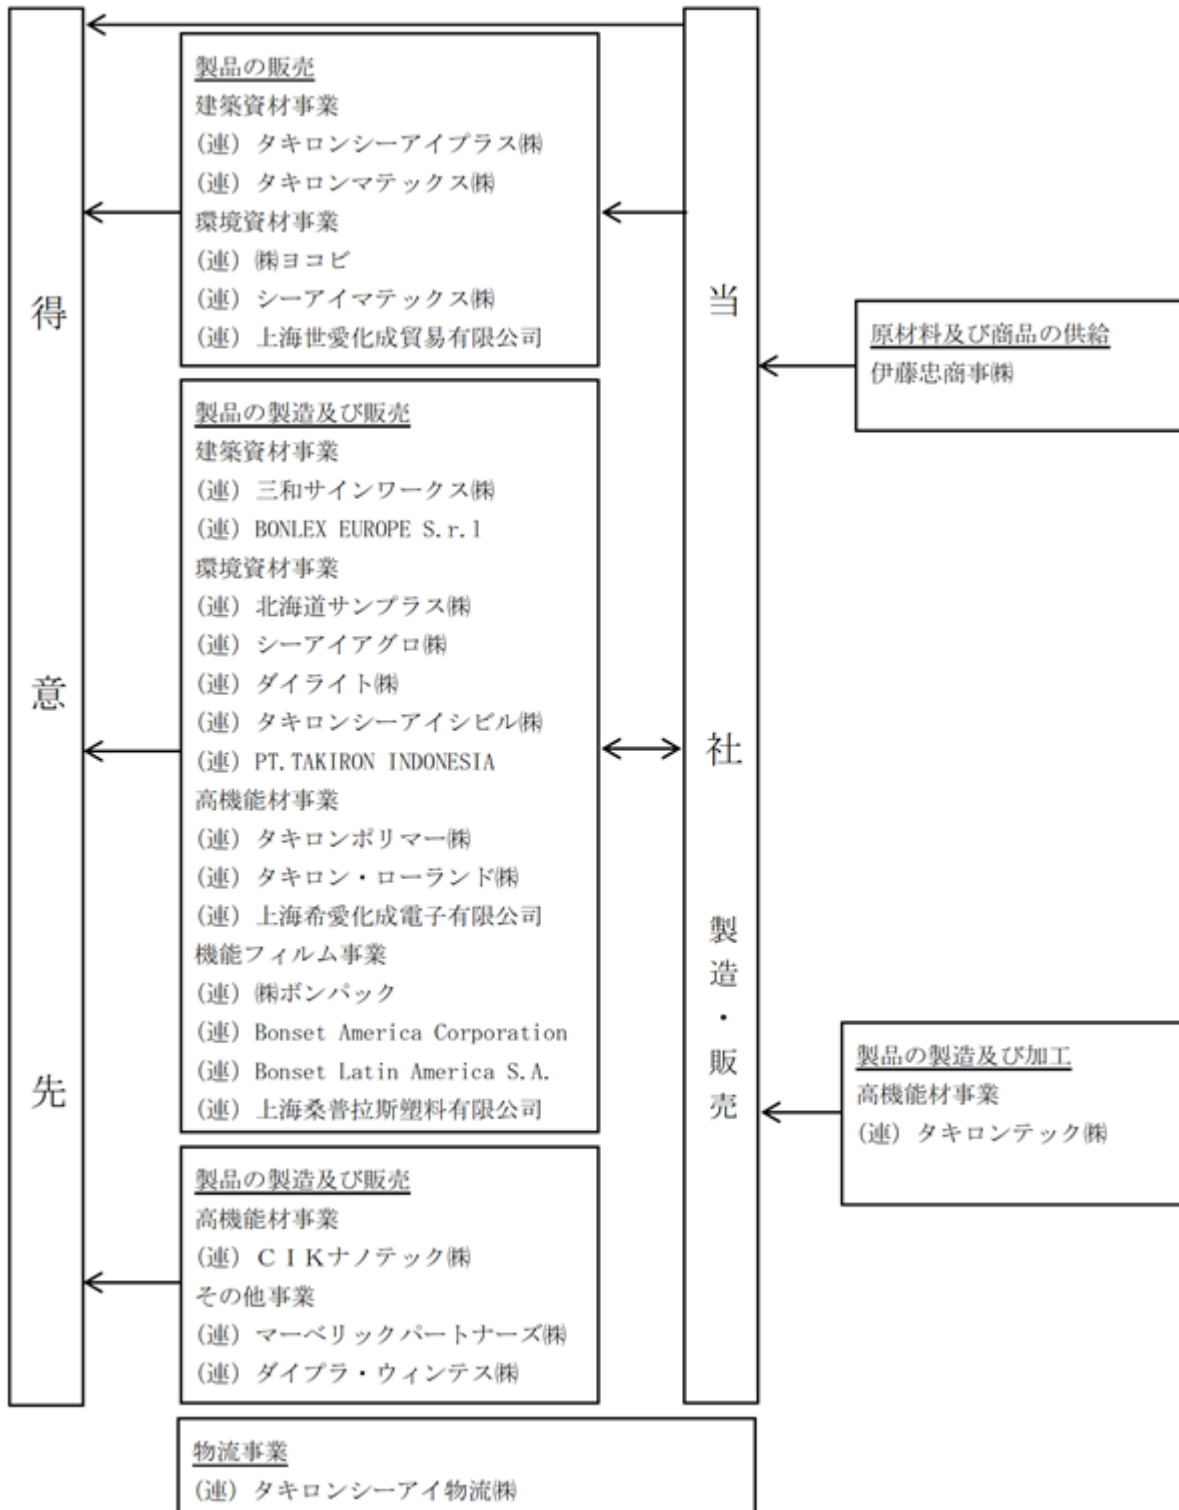 得意先
製品の販売
建築資材事業
(連) タキロンシーアイプラス㈱
(連) タキロンマテックス㈱
環境資材事業
(連) ㈱ヨコビ
(連) シーアイマテックス㈱
(連) 上海世愛化成貿易有限公司
製品の製造及び販売
建築資材事業
(連) 三和サインワークス㈱
(連) BONLEX EUROPE S.r.l
環境資材事業
(連) 北海道サンプラス㈱
(連) シーアイアグロ㈱
(連) ダイライト㈱
(連) タキロンシーアイシビル㈱
(連) PT.TAKIRON INDONESIA
高機能材事業
(連) タキロンポリマー㈱
(連) タキロン・ローランド㈱
(連) 上海希愛化成電子有限公司
機能フィルム事業
(連) ㈱ボンパック
(連) Bonset America Corporation
(連) Bonset Latin America S.A.
(連) 上海桑普拉斯塑料有限公司
製品の製造及び販売
高機能材事業
(連) ＣＩＫナノテック㈱
その他事業
(連) マーベリックパートナーズ㈱
(連) ダイプラ・ウィンテス㈱
当社 製造・販売
原材料及び商品の供給
伊藤忠商事㈱
製品の製造及び加工
高機能材事業
(連) タキロンテック㈱
物流事業
(連) タキロンシーアイ物流㈱